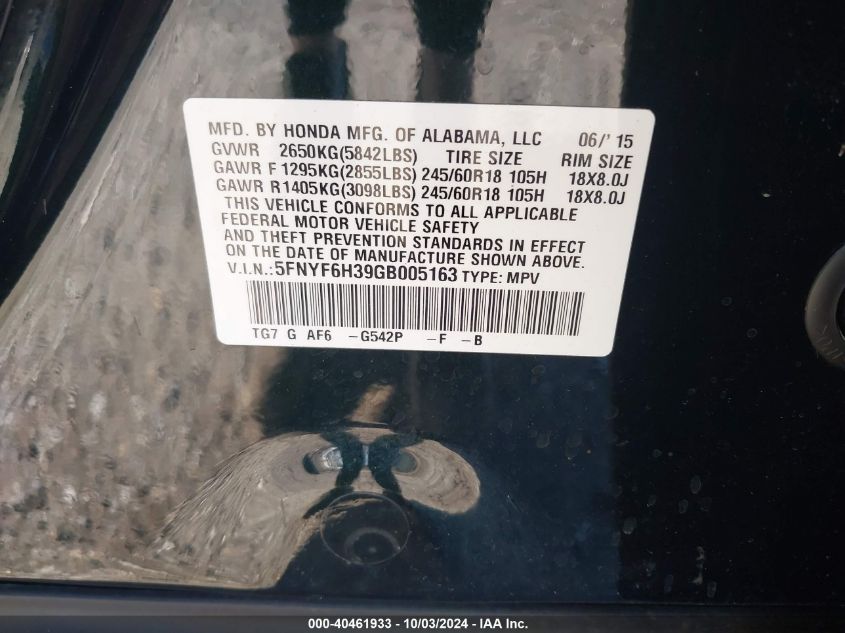 MFD. BY HONDA MFG. OF ALABAMA, LLC 06/' 15
GVWR 2650KG(5842LBS) TIRE SIZE RIM SIZE
GAWR F 1295KG(2855LBS) 245/60R18 105H 18X8.0J
GAWR R1405KG(3098LBS) 245/60R18 105H 18X8.0J
THIS VEHICLE CONFORMS TO ALL APPLICABLE
FEDERAL MOTOR VEHICLE SAFETY
AND THEFT PREVENTION STANDARDS IN EFFECT
ON THE DATE OF MANUFACTURE SHOWN ABOVE.
V.I.N.:5FNYF6H39GB005163 TYPE: MPV
TG7 G AF6 -G542P -F -B
000-40461933 - 10/03/2024 - IAA Inc.